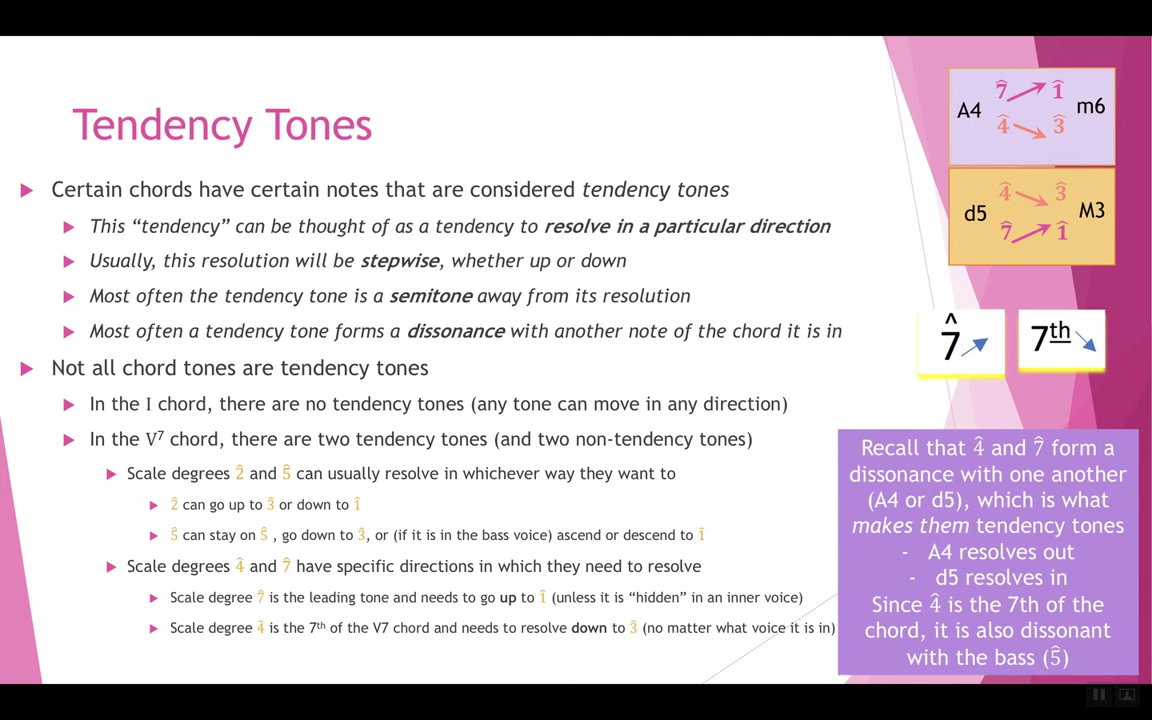 Tendency Tones
Certain chords have certain notes that are considered tendency tones
This “tendency” can be thought of as a tendency to resolve in a particular direction
Usually, this resolution will be stepwise, whether up or down
Most often the tendency tone is a semitone away from its resolution
Most often a tendency tone forms a dissonance with another note of the chord it is in
Not all chord tones are tendency tones
In the I chord, there are no tendency tones (any tone can move in any direction)
In the V⁷ chord, there are two tendency tones (and two non-tendency tones)
Scale degrees 2̂ and 5̂ can usually resolve in whichever way they want to
2̂ can go up to 3̂ or down to 1̂
5̂ can stay on 5̂ , go down to 3̂, or (if it is in the bass voice) ascend or descend to 1̂
Scale degrees 4̂ and 7̂ have specific directions in which they need to resolve
Scale degree 7̂ is the leading tone and needs to go up to 1̂ (unless it is “hidden” in an inner voice)
Scale degree 4̂ is the 7th of the V7 chord and needs to resolve down to 3̂ (no matter what voice it is in)
A4 7̂ 1̂ m6
4̂ 3̂
d5 4̂ 3̂ M3
7̂ 1̂
7̂
7th
Recall that 4̂ and 7̂ form a
dissonance with one another
(A4 or d5), which is what
makes them tendency tones
- A4 resolves out
- d5 resolves in
Since 4̂ is the 7th of the
chord, it is also dissonant
with the bass (5̂)